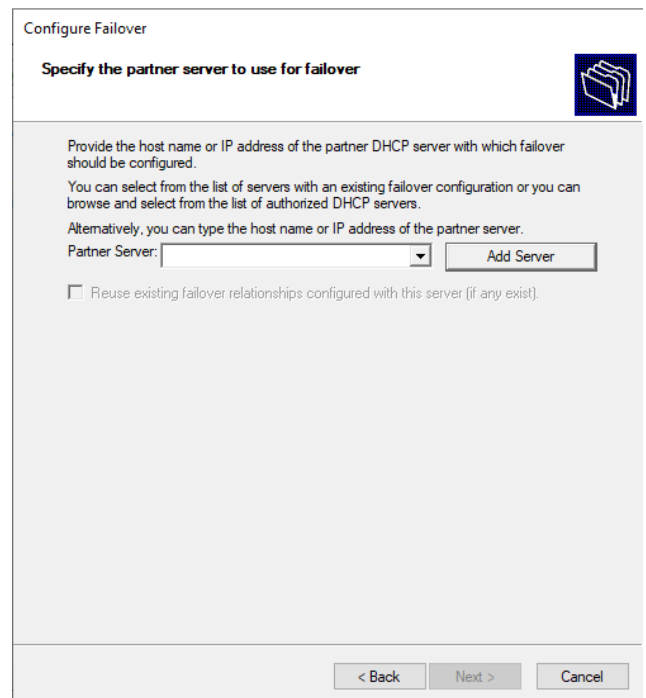 Configure Failover
Specify the partner server to use for failover
Provide the host name or IP address of the partner DHCP server with which failover
should be configured.
You can select from the list of servers with an existing failover configuration or you can
browse and select from the list of authorized DHCP servers.
Alternatively, you can type the host name or IP address of the partner server.
Partner Server:
Add Server
Reuse existing failover relationships configured with this server (if any exist).
< Back
Next >
Cancel